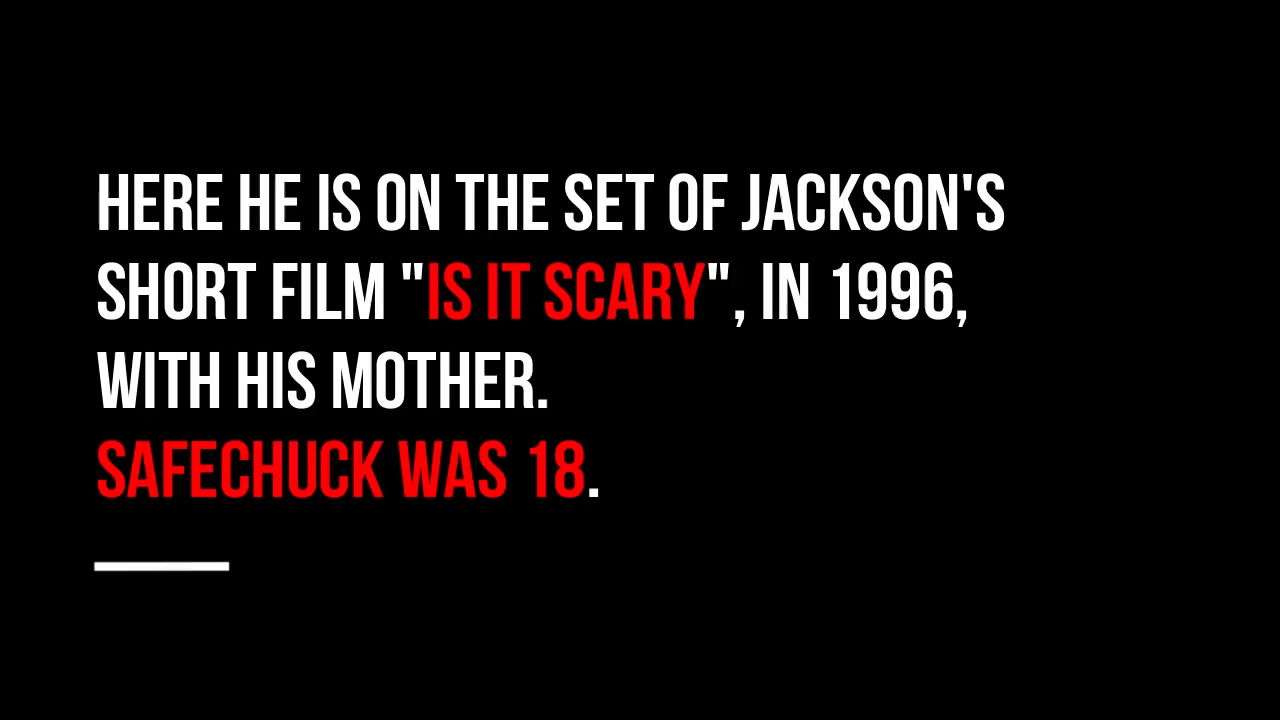 HERE HE IS ON THE SET OF JACKSON'S
SHORT FILM "IS IT SCARY", IN 1996,
WITH HIS MOTHER.
SAFECHUCK WAS 18.